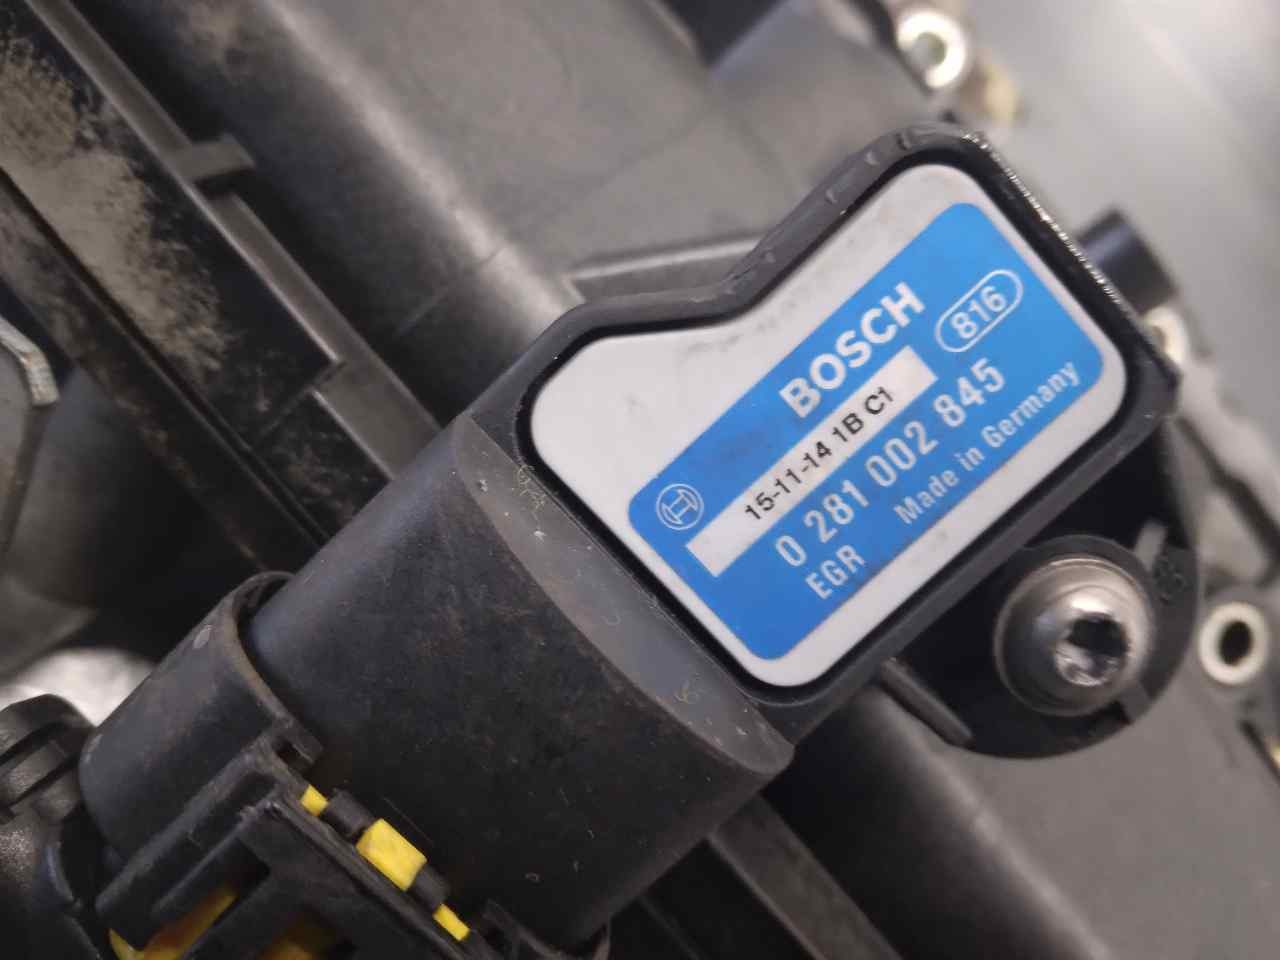 BOSCH
816
15-11-14 1B C1
0 281 002 845
EGR
Made in Germany